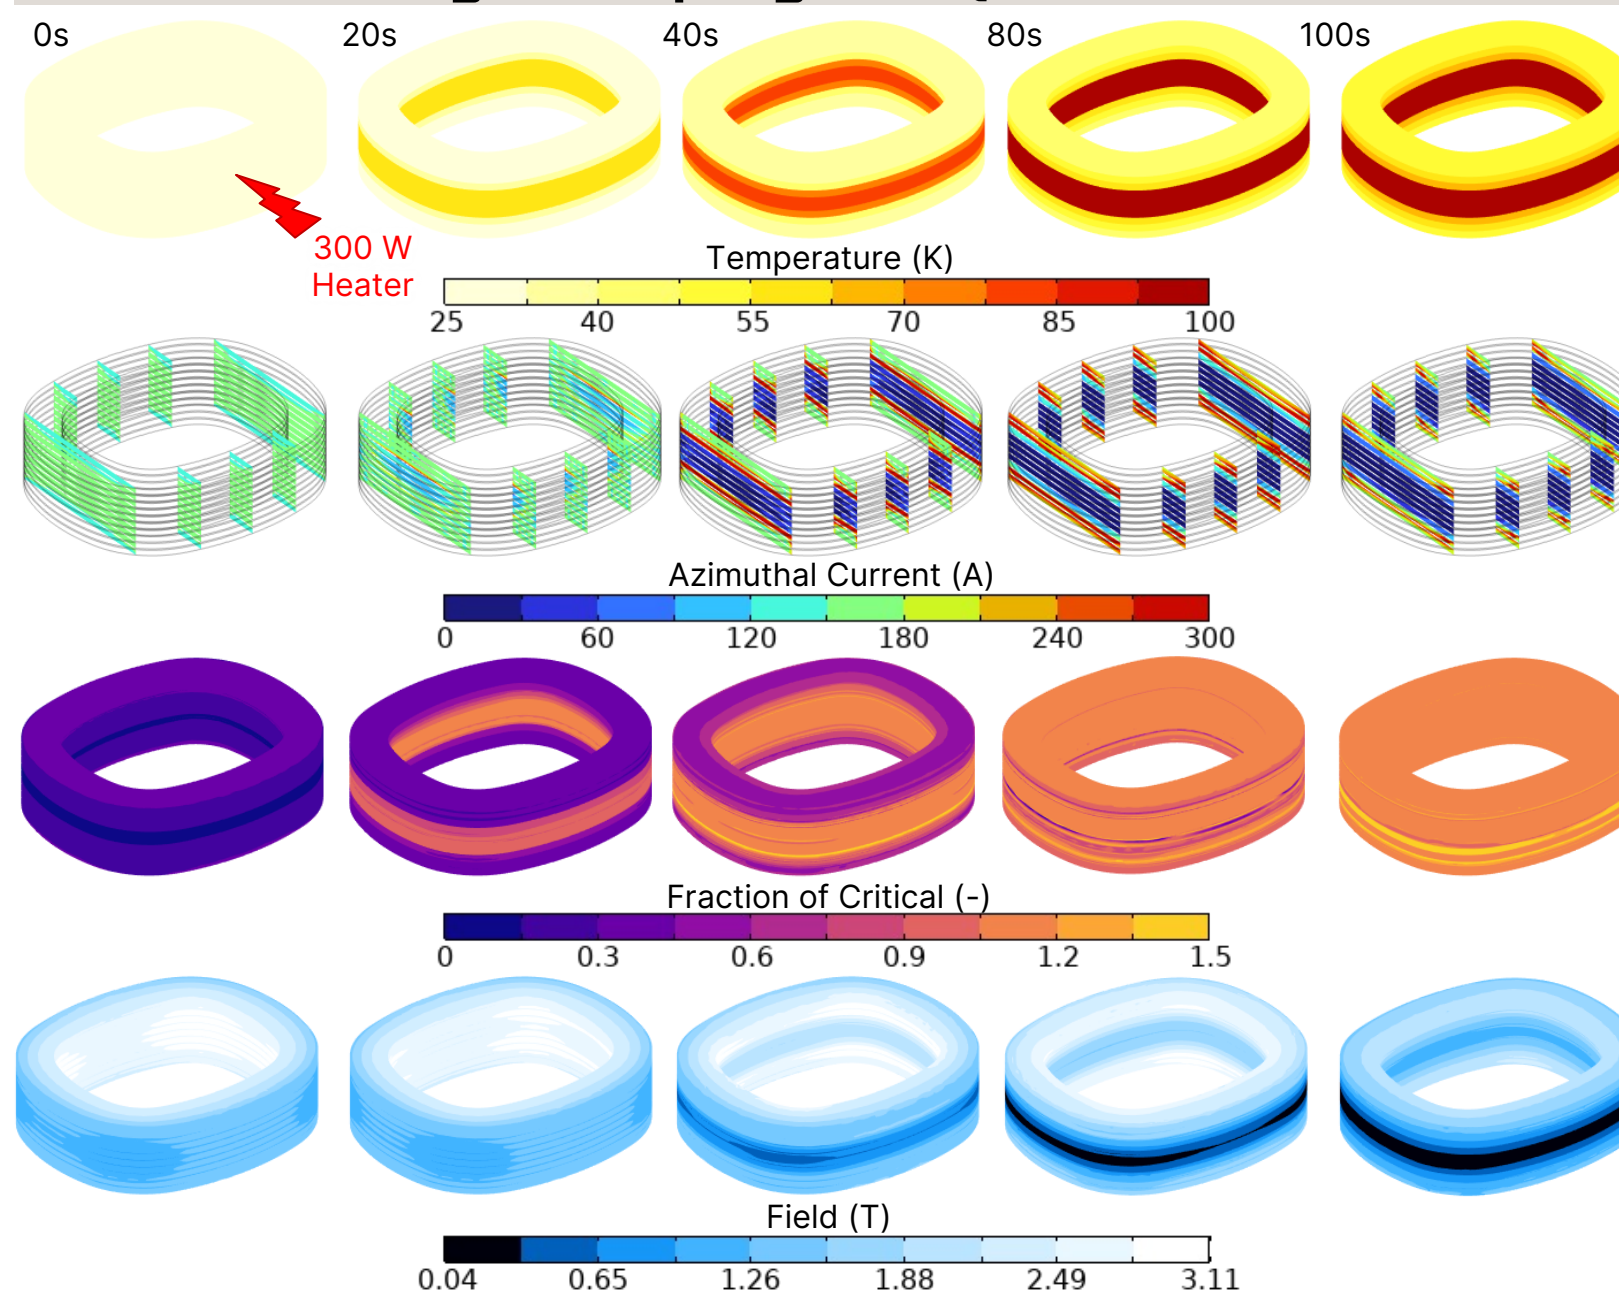 0s 20s 40s 80s 100s
300 W
Heater
Temperature (K)
25 40 55 70 85 100
Azimuthal Current (A)
0 60 120 180 240 300
Fraction of Critical (-)
0 0.3 0.6 0.9 1.2 1.5
Field (T)
0.04 0.65 1.26 1.88 2.49 3.11